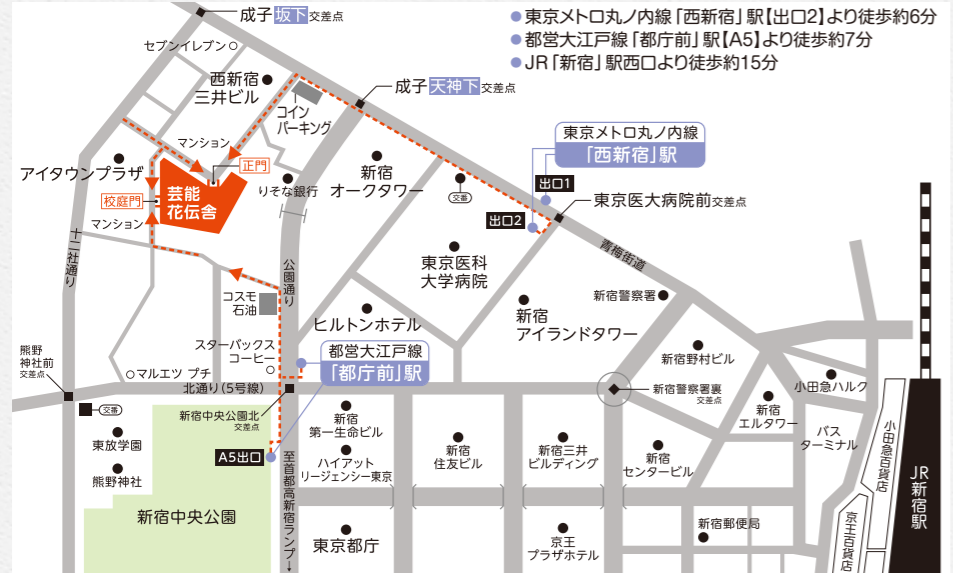 成子坂下交差点
● 東京メトロ丸ノ内線「西新宿」駅【出口2】より徒歩約6分
● 都営大江戸線「都庁前」駅【A5】より徒歩約7分
● JR「新宿」駅西口より徒歩約15分
セブンイレブン
西新宿
三井ビル
成子天神下交差点
コイン
パーキング
マンション
東京メトロ丸ノ内線
「西新宿」駅
アイタウンプラザ
正門
新宿
オークタワー
りそな銀行
交番
出口1
出口2
東京医大病院前交差点
校庭門
芸能
花伝舎
マンション
十二社通り
公園通り
東京医科
大学病院
青梅街道
コスモ
石油
新宿警察署
ヒルトンホテル
新宿
アイランドタワー
スターバックス
コーヒー
都営大江戸線
「都庁前」駅
熊野
神社前
交差点
マルエツ プチ
北通り(5号線)
新宿野村ビル
新宿警察署裏
交差点
小田急ハルク
交番
新宿中央公園北
交差点
新宿
エルタワー
バス
ターミナル
小田急百貨店
東放学園
新宿
第一生命ビル
新宿
住友ビル
新宿三井
ビルディング
新宿
センタービル
A5出口
熊野神社
ハイアット
リージェンシー東京
至首都高新宿ランプ→
JR新宿駅
新宿中央公園
東京都庁
京王
プラザホテル
新宿郵便局
京王百貨店